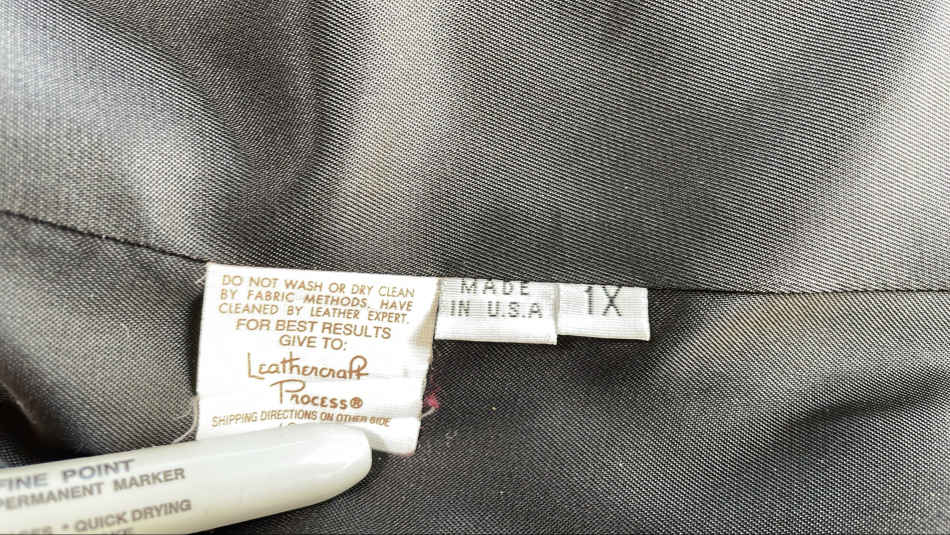 DO NOT WASH OR DRY CLEAN
BY FABRIC METHODS. HAVE
CLEANED BY LEATHER EXPERT.
FOR BEST RESULTS
GIVE TO:
Leathercraft
Process®
SHIPPING DIRECTIONS ON OTHER SIDE
MADE
IN U.S.A
1X
FINE POINT
PERMANENT MARKER
* QUICK DRYING